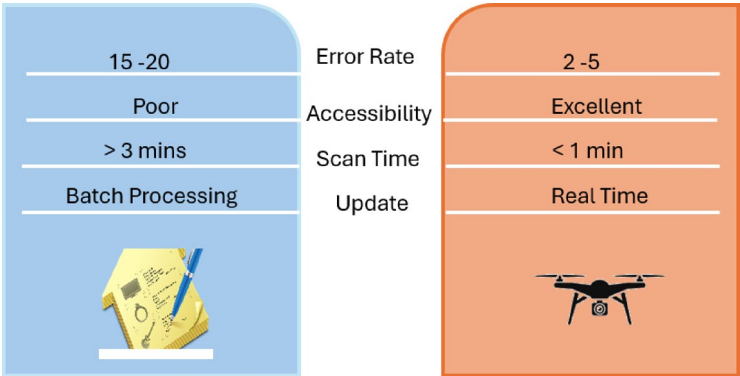 15 -20 Error Rate 2 -5
Poor Accessibility Excellent
> 3 mins Scan Time < 1 min
Batch Processing Update Real Time